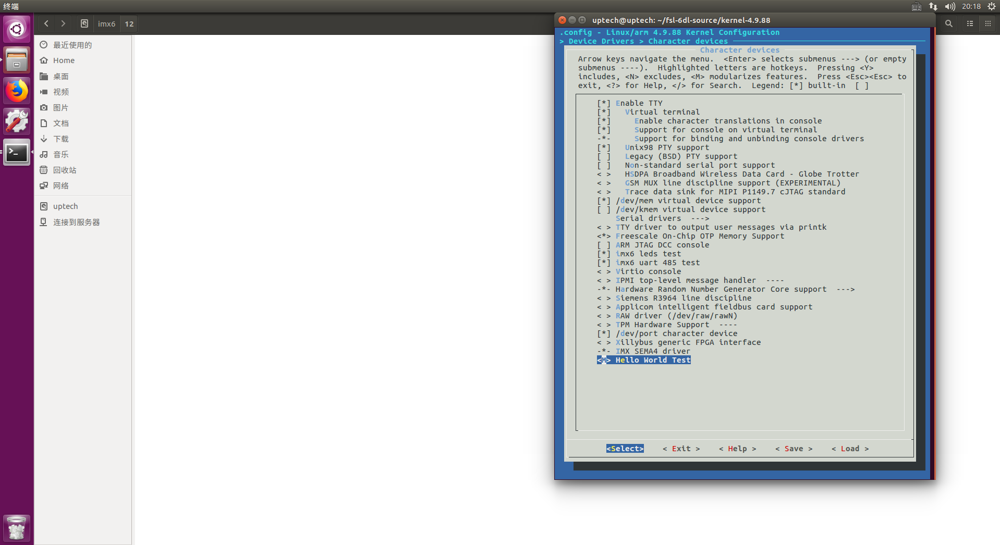 终端
20:18
imx6
12
uptech@uptech: ~/fsl-6dl-source/kernel-4.9.88
最近使用的
Home
桌面
视频
图片
文档
下载
音乐
回收站
网络
uptech
连接到服务器
.config - Linux/arm 4.9.88 Kernel Configuration
> Device Drivers > Character devices
Character devices
Arrow keys navigate the menu.  <Enter> selects submenus ---> (or empty
submenus ----).  Highlighted letters are hotkeys.  Pressing <Y>
includes, <N> excludes, <M> modularizes features.  Press <Esc><Esc> to
exit, <?> for Help, </> for Search.  Legend: [*] built-in  [ ]
[*] Enable TTY
[*]   Virtual terminal
[*]     Enable character translations in console
[*]     Support for console on virtual terminal
-*-     Support for binding and unbinding console drivers
[*]   Unix98 PTY support
[ ]   Legacy (BSD) PTY support
[ ]   Non-standard serial port support
< >   HSDPA Broadband Wireless Data Card - Globe Trotter
< >   GSM MUX line discipline support (EXPERIMENTAL)
< >   Trace data sink for MIPI P1149.7 cJTAG standard
[*] /dev/mem virtual device support
[ ] /dev/kmem virtual device support
Serial drivers  --->
< > TTY driver to output user messages via printk
<*> Freescale On-Chip OTP Memory Support
[ ] ARM JTAG DCC console
[*] imx6 leds test
[*] imx6 uart 485 test
< > Virtio console
< > IPMI top-level message handler  ----
-*- Hardware Random Number Generator Core support  --->
< > Siemens R3964 line discipline
< > Applicom intelligent fieldbus card support
< > RAW driver (/dev/raw/rawN)
< > TPM Hardware Support  ----
[*] /dev/port character device
< > Xillybus generic FPGA interface
-*- IMX SEMA4 driver
<M> Hello World Test
<Select>    < Exit >    < Help >    < Save >    < Load >